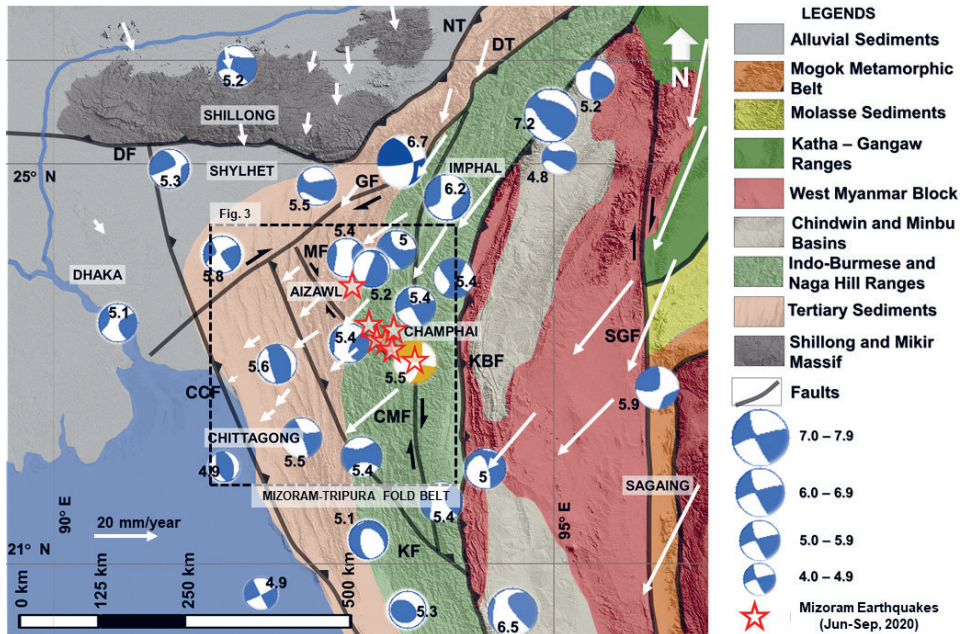 NT
DT
N
5.2
SHILLONG
5.2
7.2
6.7
DF
SHYLHET
IMPHAL
4.8
25° N
5.3
GF
6.2
5.5
Fig. 3
5.4
5
MF
5.8
AIZAWL
5.2
5.4
5.4
DHAKA
5.1
CHAMPHAI
5.4
SGF
5.6
5.5
KBF
CCF
5.9
CMF
CHITTAGONG
5.5
5.4
4.9
5
SAGAING
MIZORAM-TRIPURA FOLD BELT
90° E
20 mm/year
5.1
5.4
95° E
21° N
KF
0 km
125 km
250 km
500 km
4.9
5.3
6.5
LEGENDS
Alluvial Sediments
Mogok Metamorphic
Belt
Molasse Sediments
Katha – Gangaw
Ranges
West Myanmar Block
Chindwin and Minbu
Basins
Indo-Burmese and
Naga Hill Ranges
Tertiary Sediments
Shillong and Mikir
Massif
Faults
7.0 – 7.9
6.0 – 6.9
5.0 – 5.9
4.0 – 4.9
Mizoram Earthquakes
(Jun-Sep, 2020)